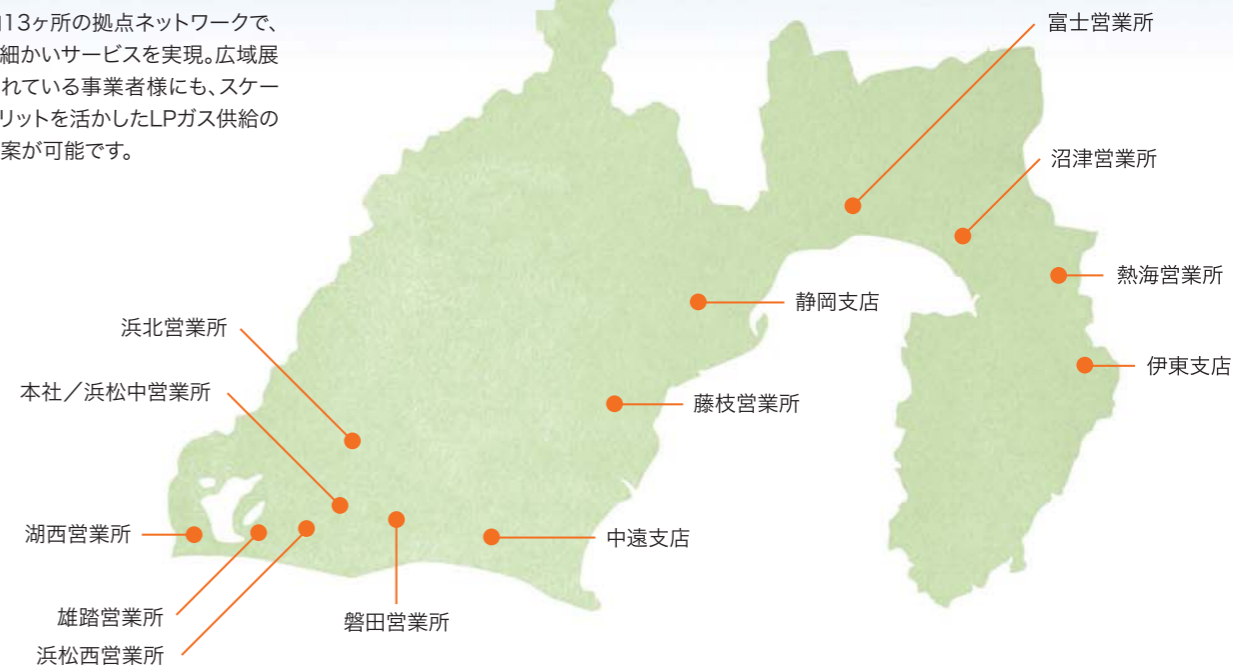 13ヶ所の拠点ネットワークで、
細かいサービスを実現。広域展
れている事業者様にも、スケー
リットを活かしたLPガス供給の
案が可能です。
富士営業所
沼津営業所
熱海営業所
静岡支店
伊東支店
浜北営業所
本社／浜松中営業所
藤枝営業所
湖西営業所
中遠支店
雄踏営業所
磐田営業所
浜松西営業所